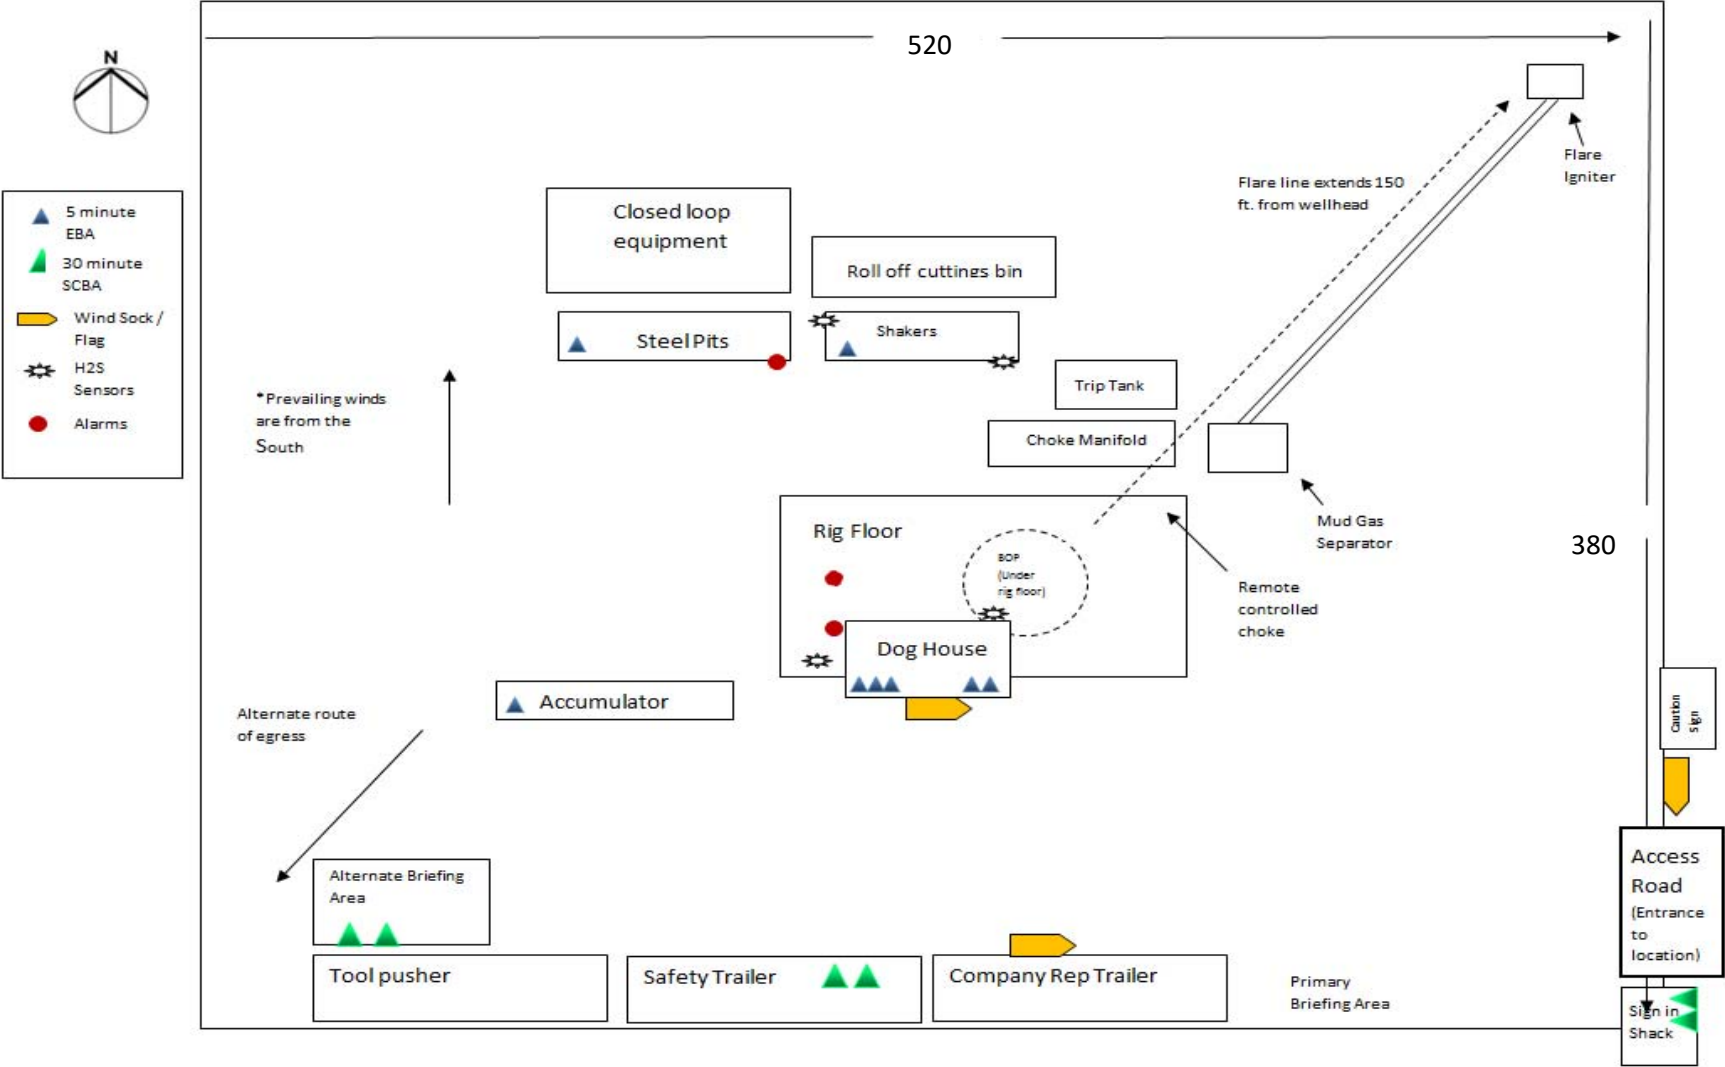 520
N
Flare
Igniter
5 minute
EBA
30 minute
SCBA
Wind Sock /
Flag
H2S
Sensors
Alarms
Flare line extends 150
ft. from wellhead
Closed loop
equipment
Roll off cuttings bin
Steel Pits
Shakers
Trip Tank
*Prevailing winds
are from the
South
Choke Manifold
Mud Gas
Separator
380
Rig Floor
BOP
(Under
rig floor)
Remote
controlled
choke
Dog House
Accumulator
Caution
Sign
Alternate route
of egress
Access
Road
(Entrance
to
location)
Alternate Briefing
Area
Tool pusher
Safety Trailer
Company Rep Trailer
Primary
Briefing Area
Sign in
Shack